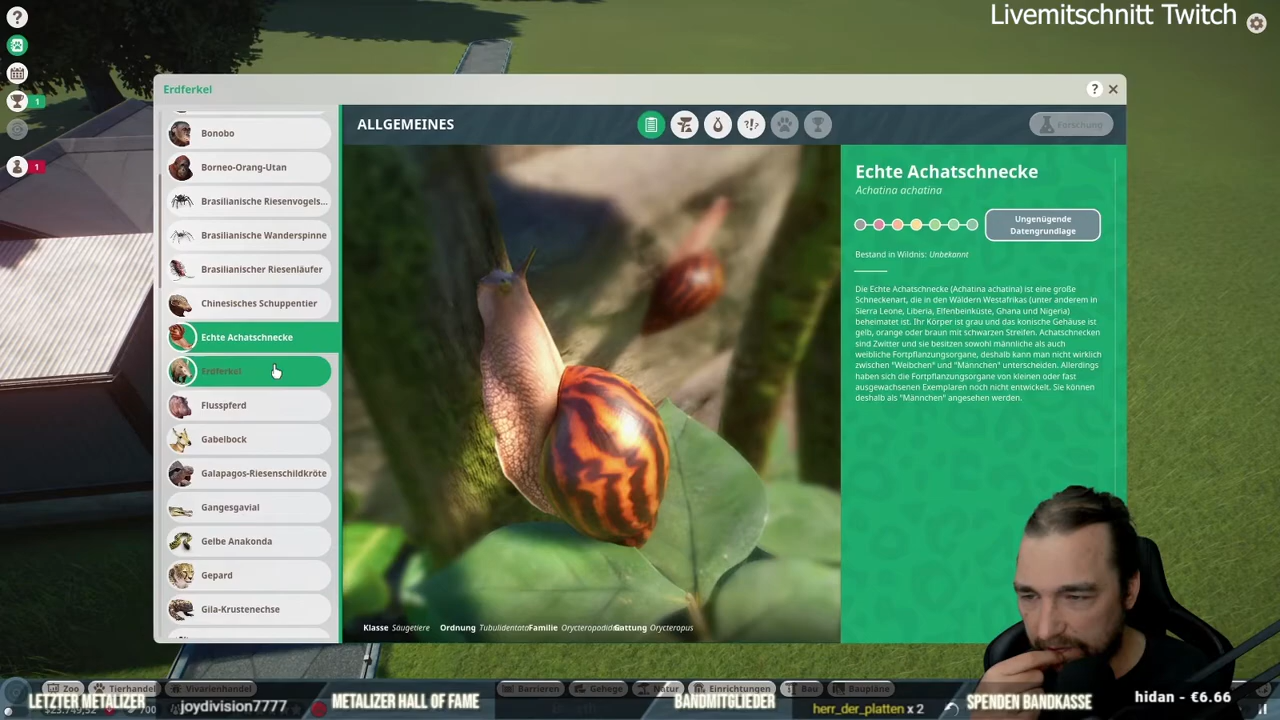 Livemitschnitt Twitch
?
1
1
Erdferkel
?
ALLGEMEINES
?!?
Forschung
Bonobo
Borneo-Orang-Utan
Brasilianische Riesenvogels...
Brasilianische Wanderspinne
Brasilianischer Riesenläufer
Chinesisches Schuppentier
Echte Achatschnecke
Erdferkel
Flusspferd
Gabelbock
Galapagos-Riesenschildkröte
Gangesgavial
Gelbe Anakonda
Gepard
Gila-Krustenechse
Echte Achatschnecke
Achatina achatina
Ungenügende
Datengrundlage
Bestand in Wildnis: Unbekannt
Die Echte Achatschnecke (Achatina achatina) ist eine große
Schneckenart, die in den Wäldern Westafrikas (unter anderem in
Sierra Leone, Liberia, Elfenbeinküste, Ghana und Nigeria)
beheimatet ist. Ihr Körper ist grau und das konische Gehäuse ist
gelb, orange oder braun mit schwarzen Streifen. Achatschnecken
sind Zwitter und sie besitzen sowohl männliche als auch
weibliche Fortpflanzungsorgane, deshalb kann man nicht wirklich
zwischen "Weibchen" und "Männchen" unterscheiden. Allerdings
haben sich die Fortpflanzungsorgane von kleinen oder fast
ausgewachsenen Exemplaren noch nicht entwickelt. Sie können
deshalb als "Männchen" angesehen werden.
Klasse Säugetiere Ordnung Tubulidentata Familie Orycteropodidae Gattung Orycteropus
Zoo Tierhandel Vivarienhandel Barrieren Gehege Natur Einrichtungen Bau Baupläne
LETZTER METALIZER joydivision7777 METALIZER HALL OF FAME BANDMITGLIEDER herr_der_platten x 2 SPENDEN BANDKASSE hidan - €6.66